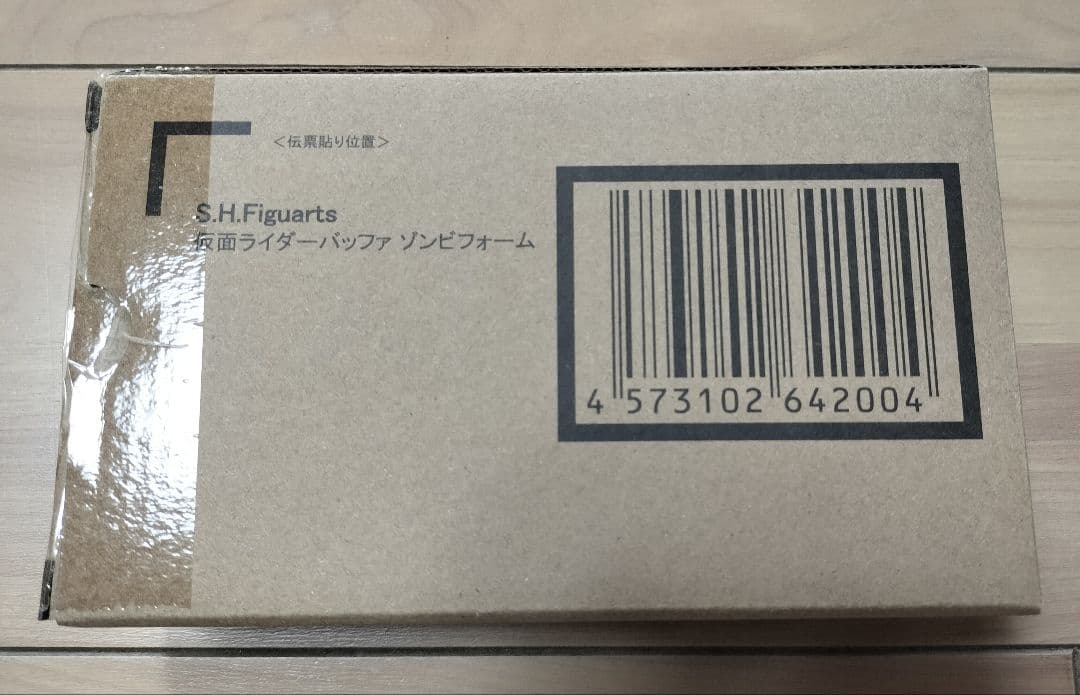 <伝票貼り位置>
S.H.Figuarts
仮面ライダーバッファ ゾンビフォーム
4 573102 642004